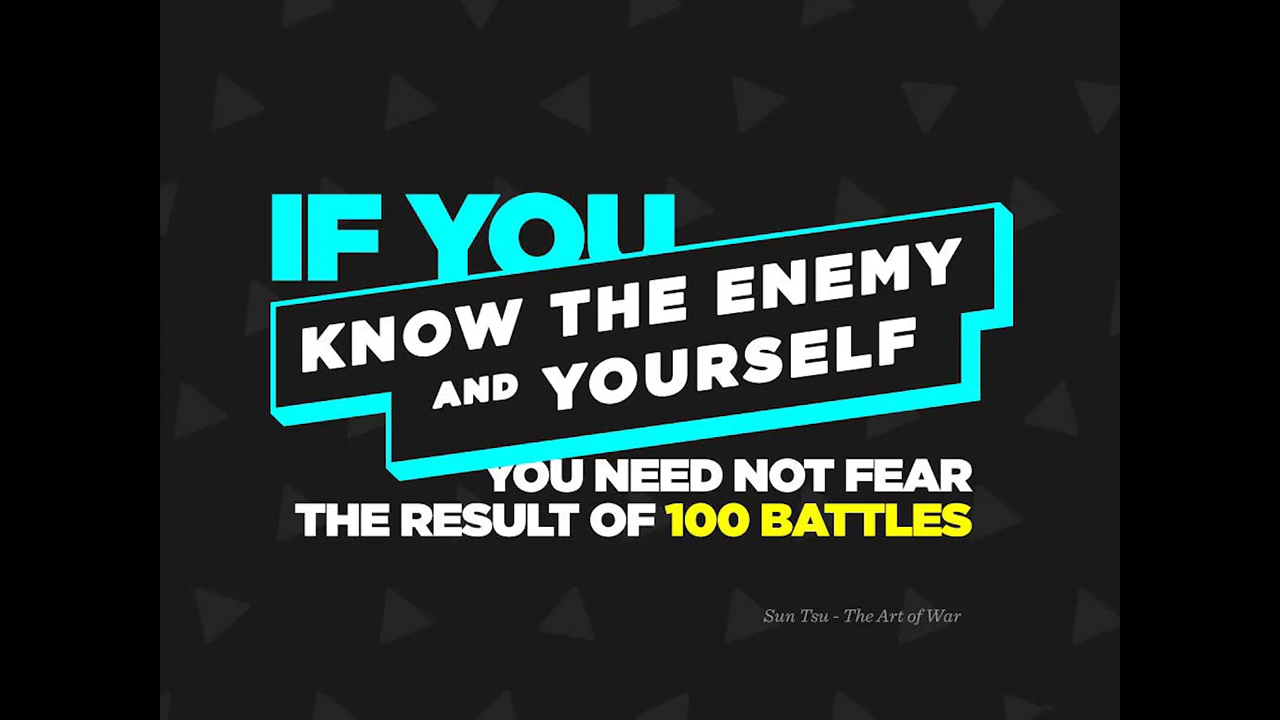 IF YOU
KNOW THE ENEMY
AND YOURSELF
YOU NEED NOT FEAR
THE RESULT OF 100 BATTLES
Sun Tsu - The Art of War